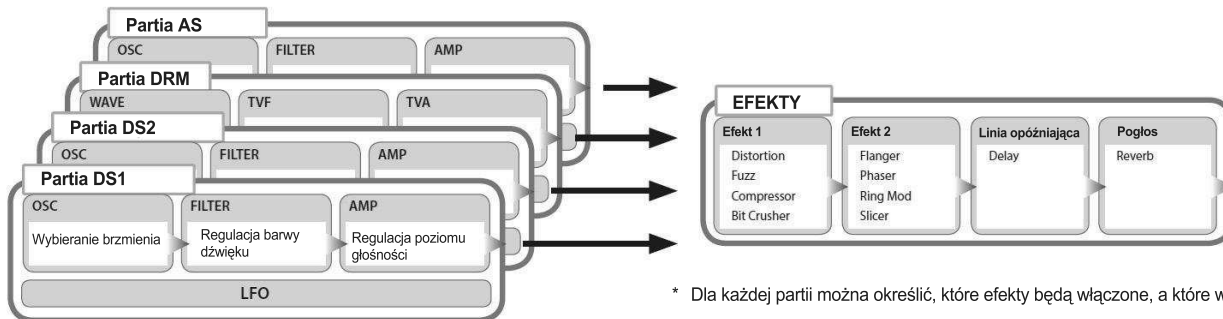 Partia AS
OSC FILTER AMP
Partia DRM
WAVE TVF TVA
Partia DS2
OSC FILTER AMP
Partia DS1
OSC FILTER AMP
Wybieranie brzmienia
Regulacja barwy
dźwięku
Regulacja poziomu
głośności
LFO
EFEKTY
Efekt 1
Distortion
Fuzz
Compressor
Bit Crusher
Efekt 2
Flanger
Phaser
Ring Mod
Slicer
Linia opóźniająca
Delay
Pogłos
Reverb
* Dla każdej partii można określić, które efekty będą włączone, a które w